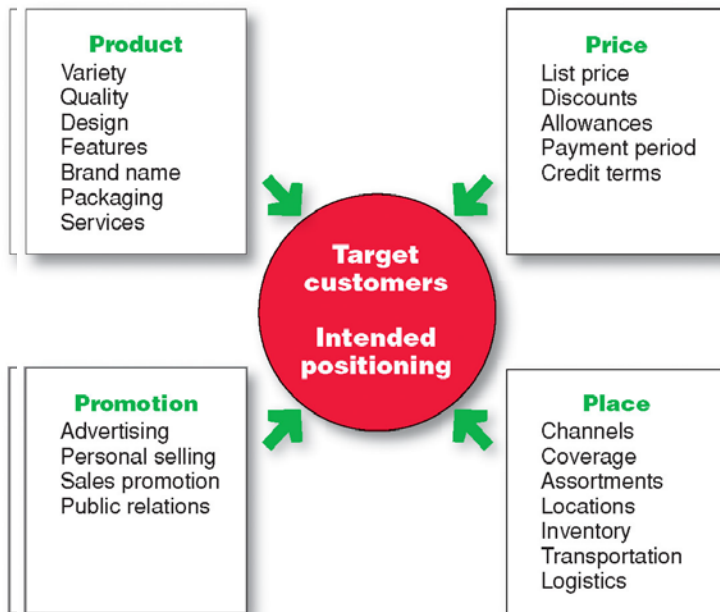 Product
Variety
Quality
Design
Features
Brand name
Packaging
Services
Price
List price
Discounts
Allowances
Payment period
Credit terms
Target
customers
Intended
positioning
Promotion
Advertising
Personal selling
Sales promotion
Public relations
Place
Channels
Coverage
Assortments
Locations
Inventory
Transportation
Logistics